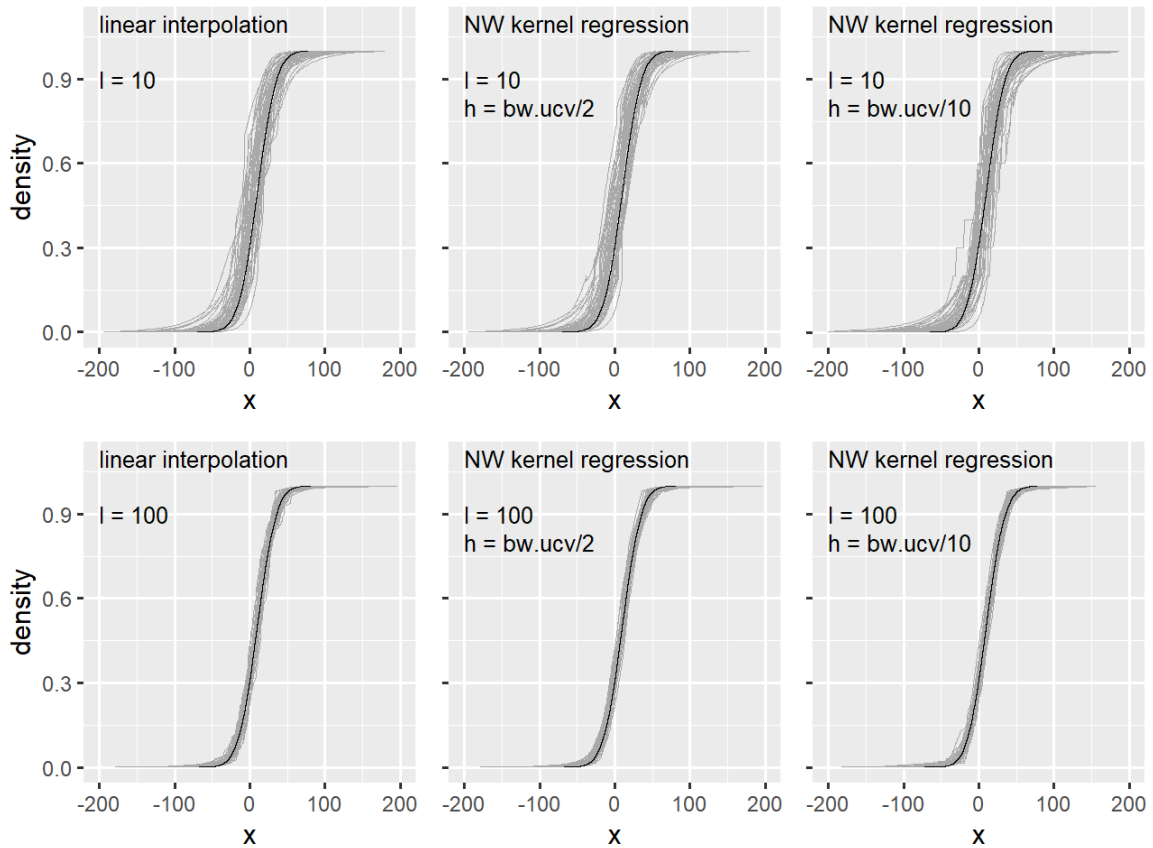 linear interpolation
l = 10
NW kernel regression
l = 10
h = bw.ucv/2
NW kernel regression
l = 10
h = bw.ucv/10
density
0.9
0.6
0.3
0.0
-200 -100 0 100 200
x
-200 -100 0 100 200
x
-200 -100 0 100 200
x
linear interpolation
l = 100
NW kernel regression
l = 100
h = bw.ucv/2
NW kernel regression
l = 100
h = bw.ucv/10
density
0.9
0.6
0.3
0.0
-200 -100 0 100 200
x
-200 -100 0 100 200
x
-200 -100 0 100 200
x